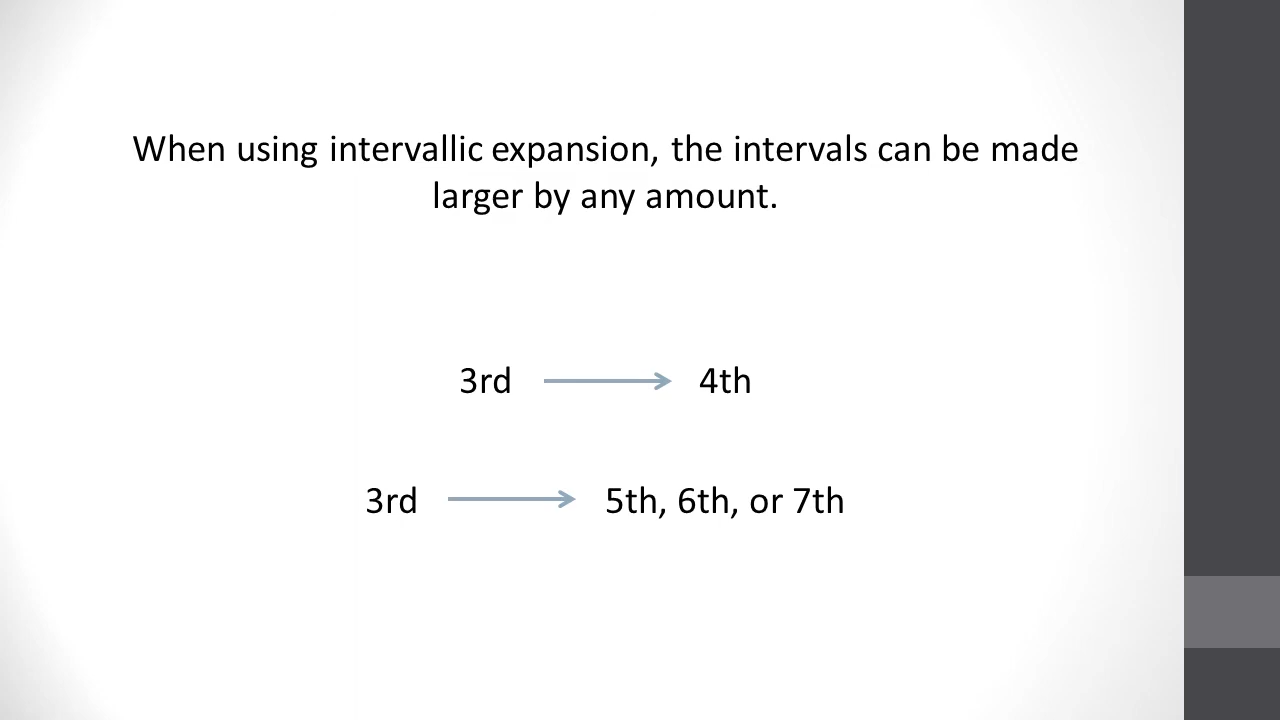 When using intervallic expansion, the intervals can be made
larger by any amount.
3rd 4th
3rd 5th, 6th, or 7th